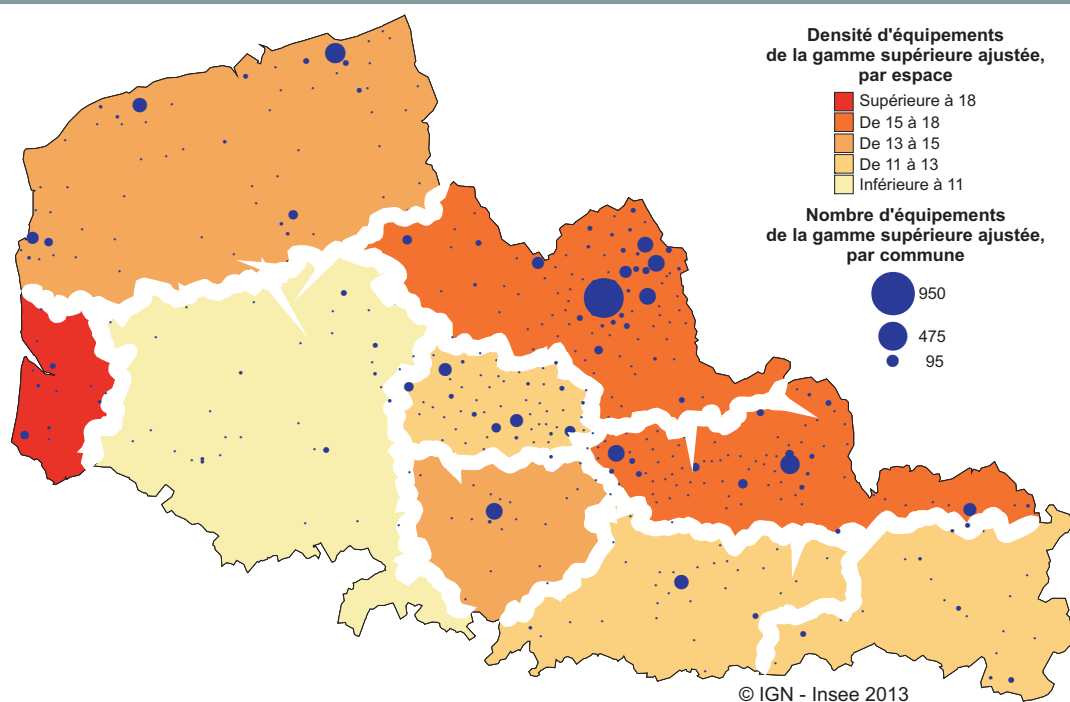 Densité d'équipements
de la gamme supérieure ajustée,
par espace
Supérieure à 18
De 15 à 18
De 13 à 15
De 11 à 13
Inférieure à 11
Nombre d'équipements
de la gamme supérieure ajustée,
par commune
950
475
95
© IGN - Insee 2013